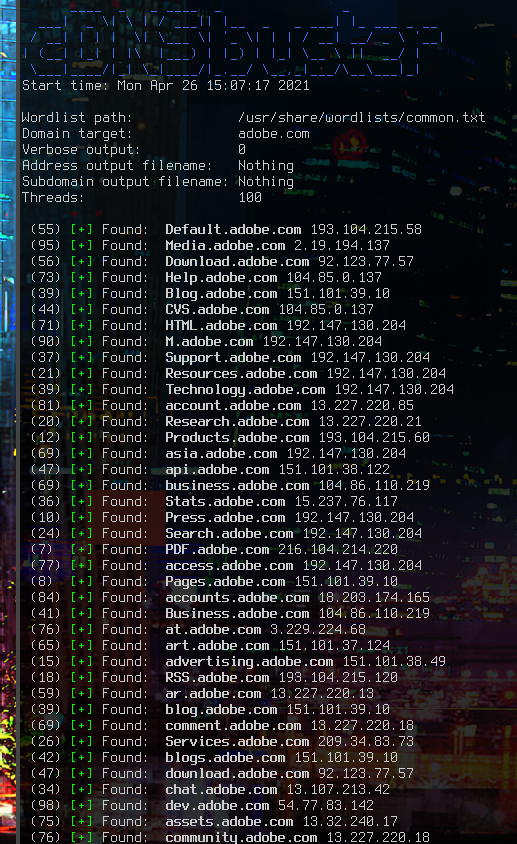 eDNSbuster
Start time: Mon Apr 26 15:07:17 2021
Wordlist path: /usr/share/wordlists/common.txt
Domain target: adobe.com
Verbose output: 0
Address output filename: Nothing
Subdomain output filename: Nothing
Threads: 100
(55) [+] Found: Default.adobe.com 193.104.215.58
(95) [+] Found: Media.adobe.com 2.19.194.137
(56) [+] Found: Download.adobe.com 92.123.77.57
(73) [+] Found: Help.adobe.com 104.85.0.137
(39) [+] Found: Blog.adobe.com 151.101.39.10
(44) [+] Found: CVS.adobe.com 104.85.0.137
(71) [+] Found: HTML.adobe.com 192.147.130.204
(90) [+] Found: M.adobe.com 192.147.130.204
(37) [+] Found: Support.adobe.com 192.147.130.204
(21) [+] Found: Resources.adobe.com 192.147.130.204
(39) [+] Found: Technology.adobe.com 192.147.130.204
(81) [+] Found: account.adobe.com 13.227.220.85
(20) [+] Found: Research.adobe.com 13.227.220.21
(12) [+] Found: Products.adobe.com 193.104.215.60
(69) [+] Found: asia.adobe.com 192.147.130.204
(47) [+] Found: api.adobe.com 151.101.38.122
(69) [+] Found: business.adobe.com 104.86.110.219
(36) [+] Found: Stats.adobe.com 15.237.76.117
(10) [+] Found: Press.adobe.com 192.147.130.204
(24) [+] Found: Search.adobe.com 192.147.130.204
(7) [+] Found: PDF.adobe.com 216.104.214.220
(77) [+] Found: access.adobe.com 192.147.130.204
(8) [+] Found: Pages.adobe.com 151.101.39.10
(84) [+] Found: accounts.adobe.com 18.203.174.165
(41) [+] Found: Business.adobe.com 104.86.110.219
(76) [+] Found: at.adobe.com 3.229.224.68
(65) [+] Found: art.adobe.com 151.101.37.124
(15) [+] Found: advertising.adobe.com 151.101.38.49
(18) [+] Found: RSS.adobe.com 193.104.215.120
(59) [+] Found: ar.adobe.com 13.227.220.13
(39) [+] Found: blog.adobe.com 151.101.39.10
(69) [+] Found: comment.adobe.com 13.227.220.18
(26) [+] Found: Services.adobe.com 209.34.83.73
(42) [+] Found: blogs.adobe.com 151.101.39.10
(47) [+] Found: download.adobe.com 92.123.77.57
(34) [+] Found: chat.adobe.com 13.107.213.42
(98) [+] Found: dev.adobe.com 54.77.83.142
(75) [+] Found: assets.adobe.com 13.32.240.17
(76) [+] Found: community.adobe.com 13.227.220.18